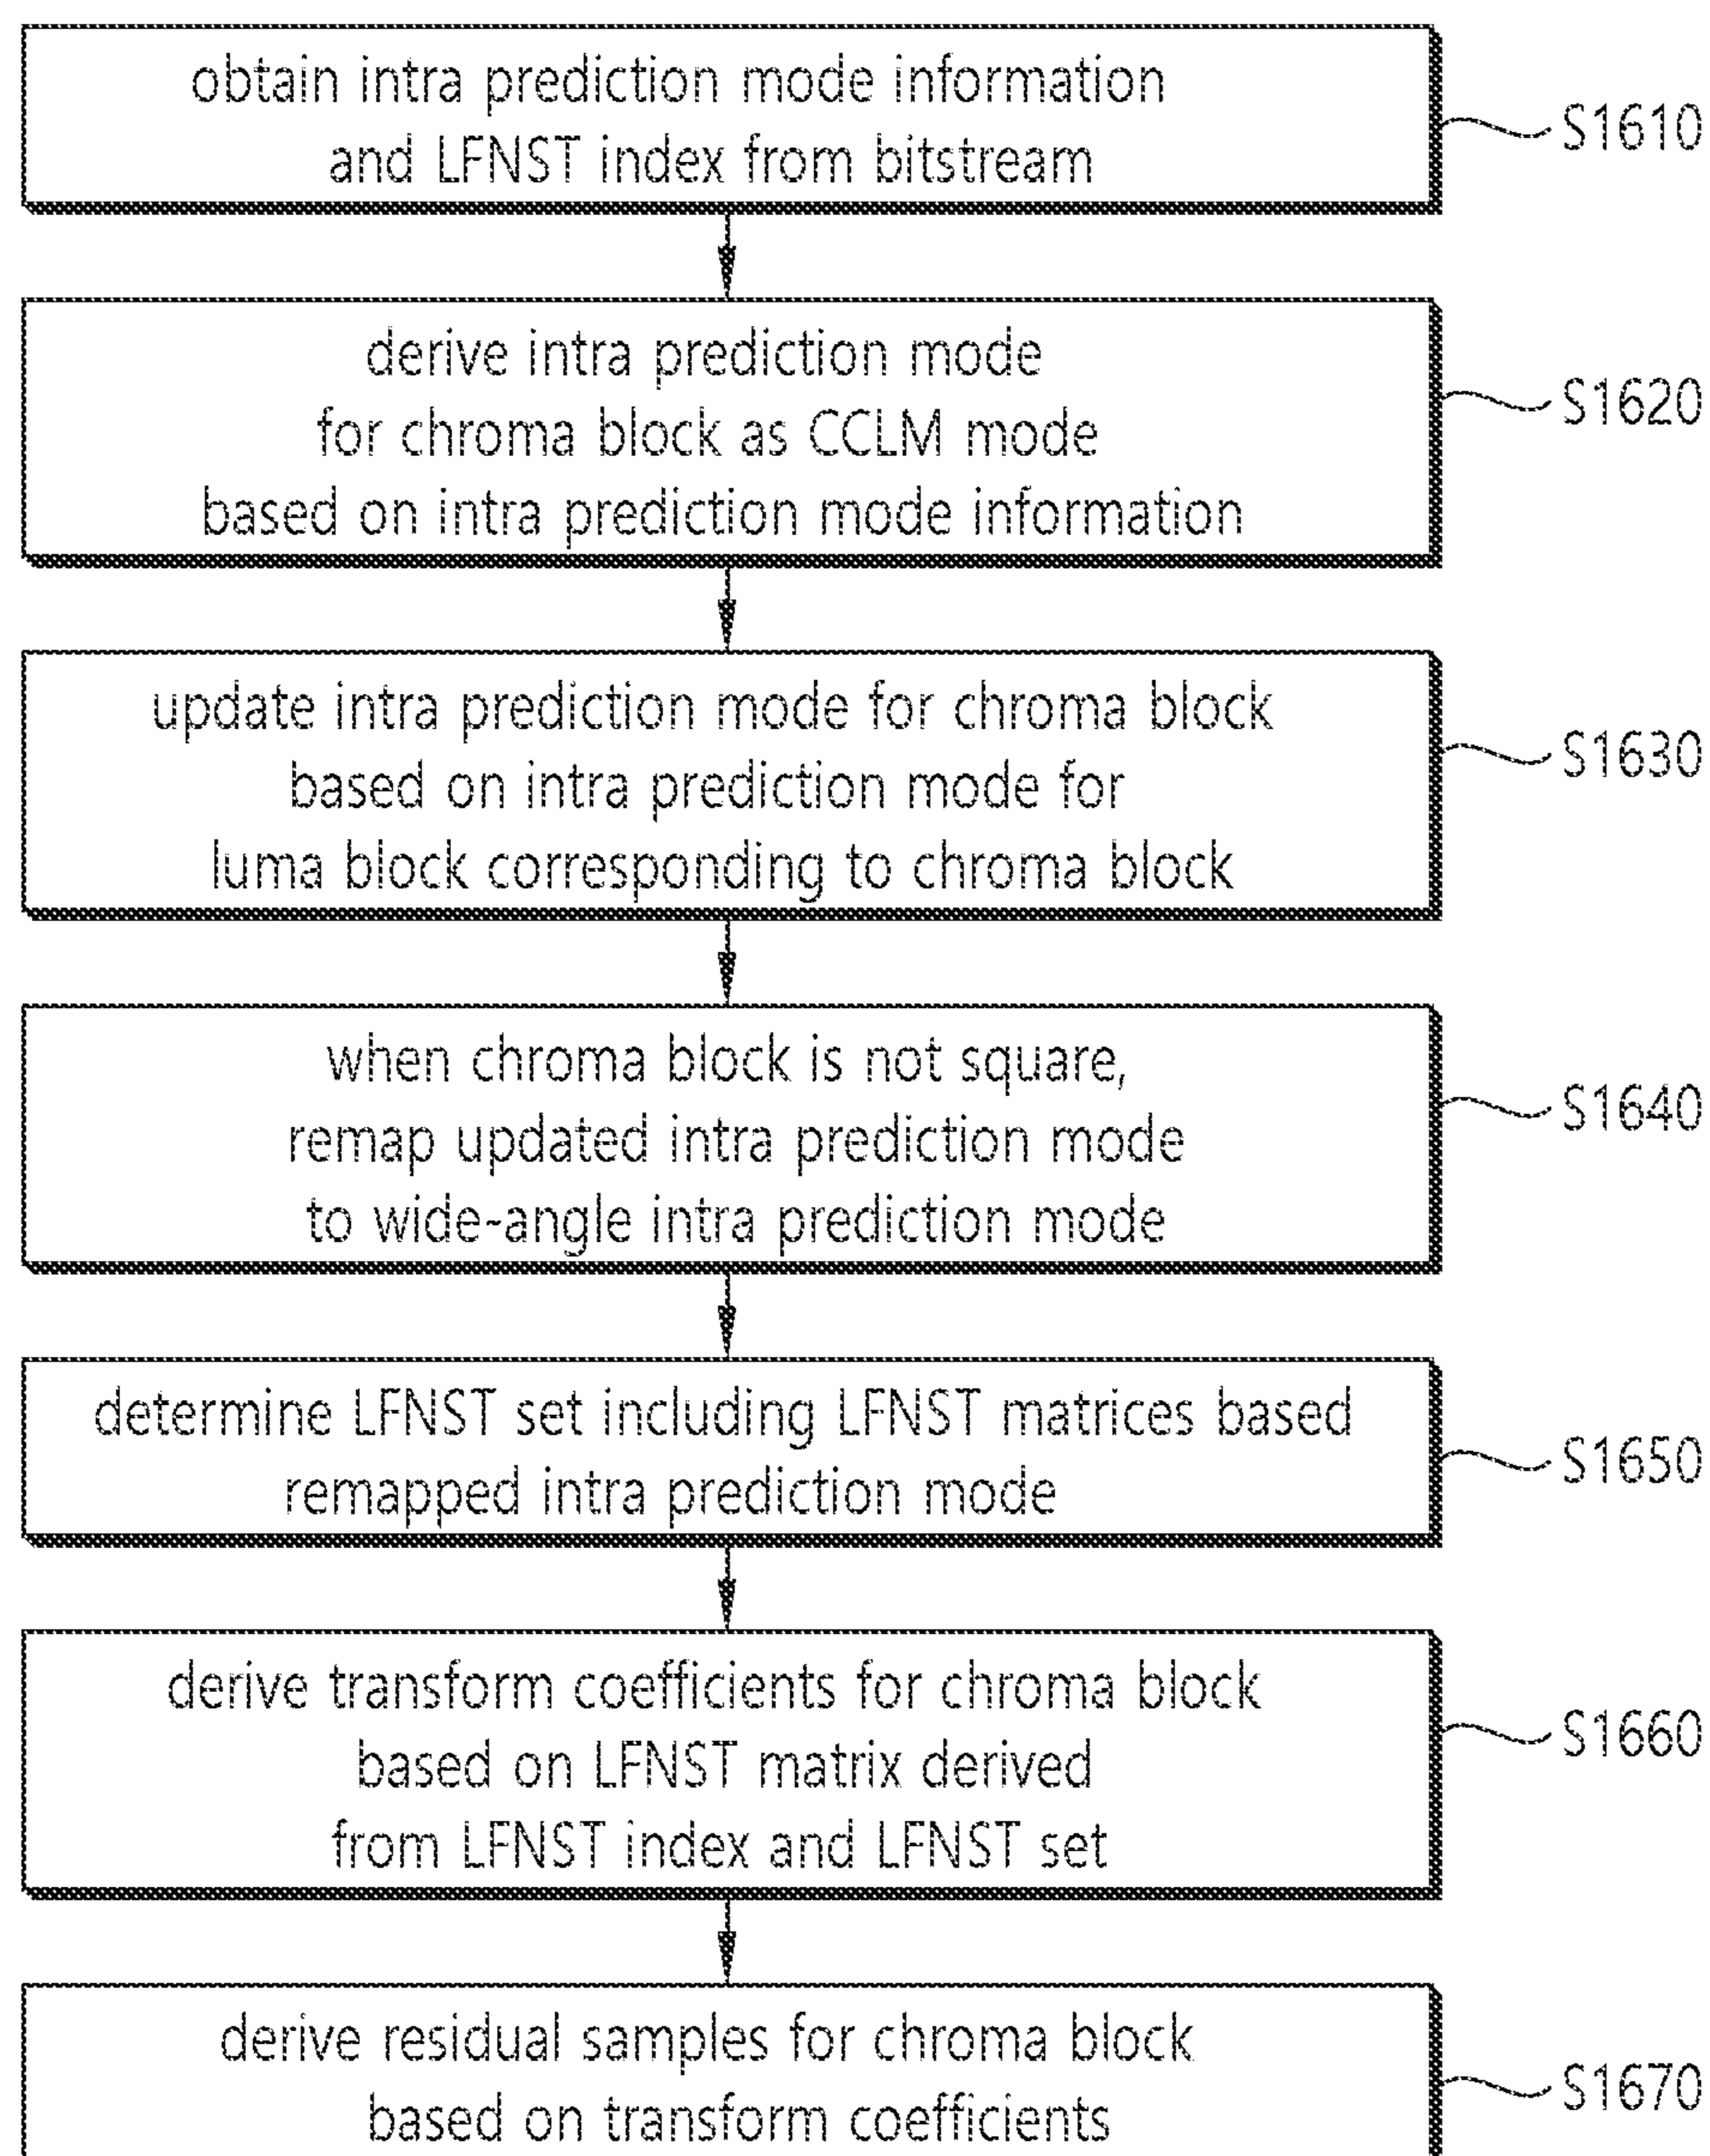 obtain intra prediction mode information
and LFNST index from bitstream
S1610
derive intra prediction mode
for chroma block as CCLM mode
based on intra prediction mode information
S1620
update intra prediction mode for chroma block
based on intra prediction mode for
luma block corresponding to chroma block
S1630
when chroma block is not square,
remap updated intra prediction mode
to wide-angle intra prediction mode
S1640
determine LFNST set including LFNST matrices based
remapped intra prediction mode
S1650
derive transform coefficients for chroma block
based on LFNST matrix derived
from LFNST index and LFNST set
S1660
derive residual samples for chroma block
based on transform coefficients
S1670